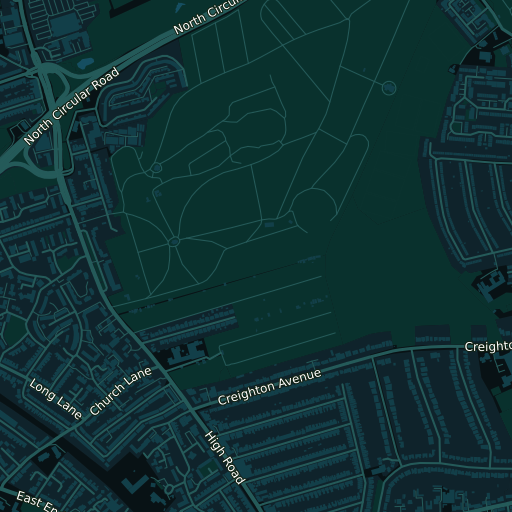 North Circu
North Circular Road
Creighto
Creighton Avenue
Church Lane
Long Lane
High Road
East En